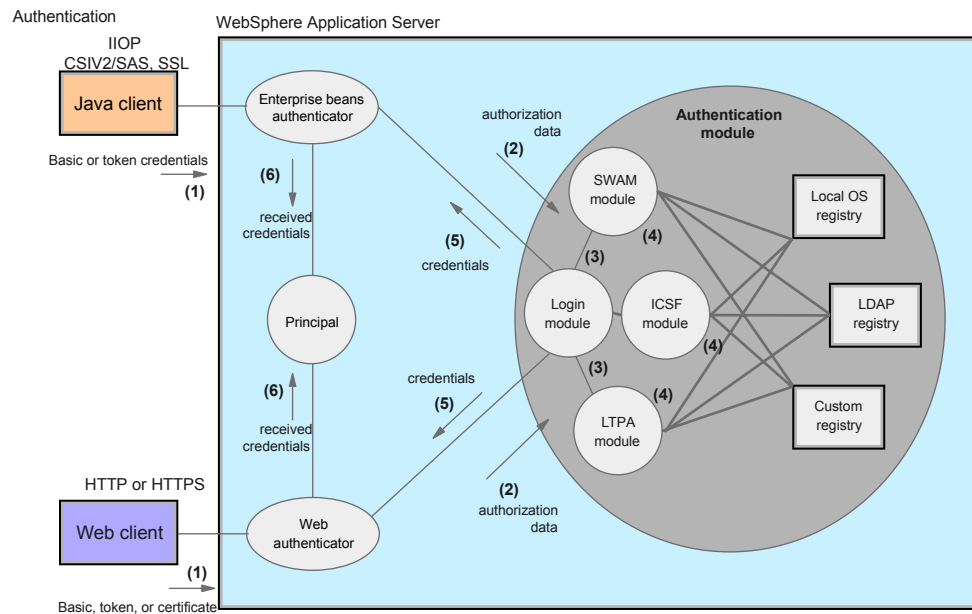 Authentication
WebSphere Application Server
IIOP
CSIV2/SAS, SSL
Java client
Basic or token credentials
(1)
Enterprise beans
authenticator
(6)
received
credentials
Principal
(6)
received
credentials
HTTP or HTTPS
Web client
(1)
Basic, token, or certificate
Web
authenticator
authorization
data
(2)
(5)
credentials
credentials
(5)
(2)
authorization
data
Authentication
module
SWAM
module
(4)
(3)
Login
module
ICSF
module
(4)
(3)
(4)
LTPA
module
Local OS
registry
LDAP
registry
Custom
registry